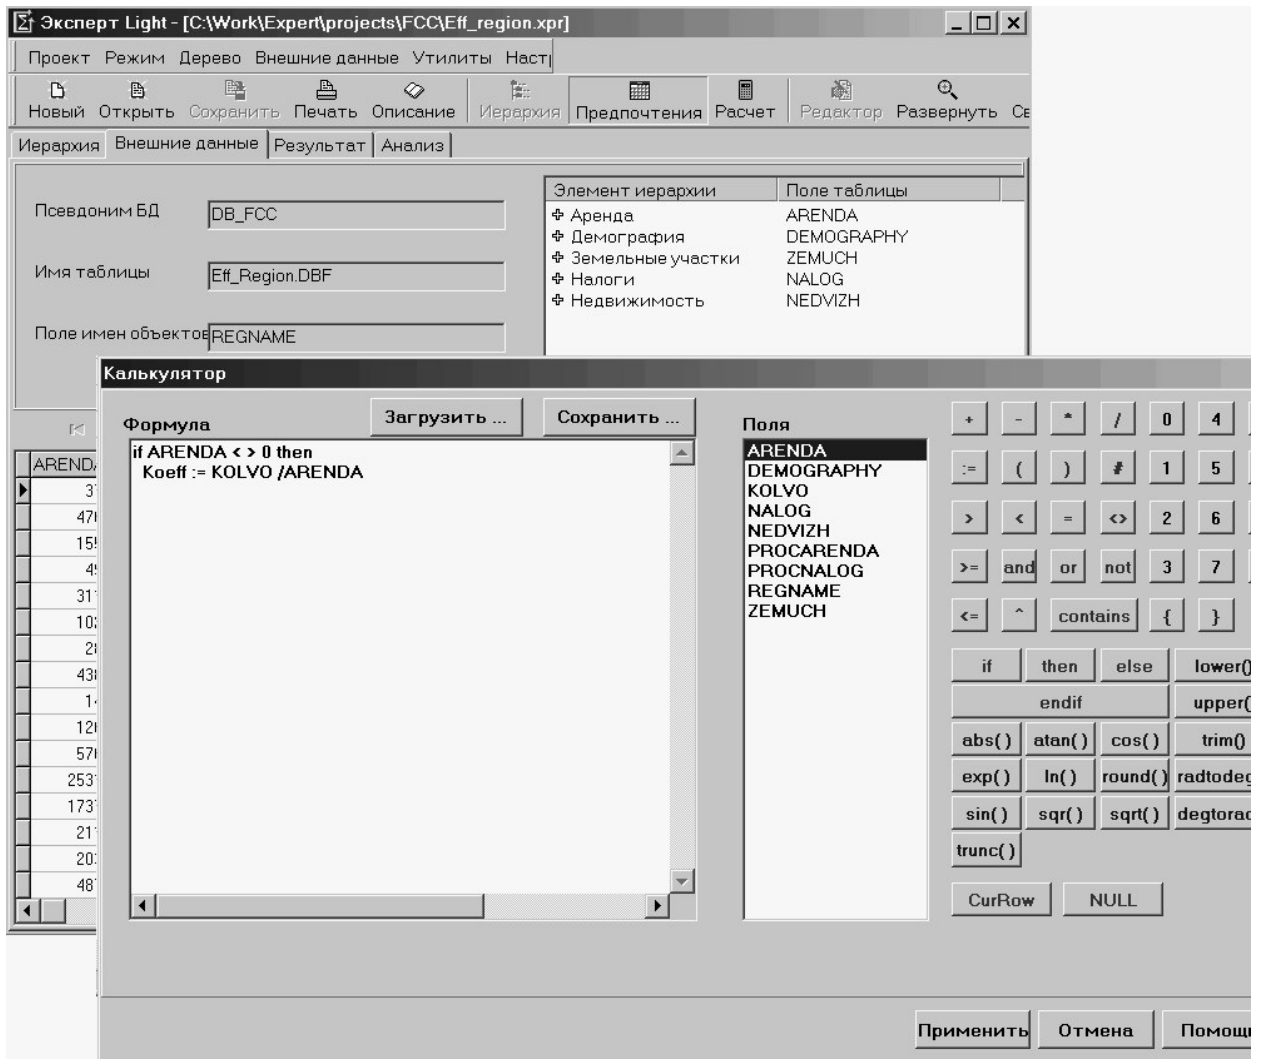 Эксперт Light - [C:\Work\Expert\projects\FCC\Eff_region.xpr]
Проект Режим Дерево Внешние данные Утилиты
Новый Открыть Сохранить Печать Описание Иерархия Предпочтения Расчет Редактор Развернуть
Иерархия Внешние данные Результат Анализ
Элемент иерархии Поле таблицы
Псевдоним БД DB_FCC
Аренда ARENDA
Демография DEMOGRAPHY
Земельные участки ZEMUCH
Имя таблицы Eff_Region.DBF
Налоги NALOG
Недвижимость NEDVIZH
Поле имен объектов REGNAME
Калькулятор
Формула Загрузить ... Сохранить ... Поля
if ARENDA < > 0 then
Koeff := KOLVO /ARENDA
ARENDA
DEMOGRAPHY
KOLVO
NALOG
NEDVIZH
PROCARENDA
PROCNALOG
REGNAME
ZEMUCH
+ - * / 0 4
:= ( ) # 1 5
> < = <> 2 6
>= and or not 3 7
<= ^ contains { }
if then else lower()
endif upper(
abs( ) atan( ) cos( ) trim()
exp( ) ln( ) round( ) radtodeg
sin( ) sqr( ) sqrt( ) degtorad
trunc( )
CurRow NULL
Применить Отмена